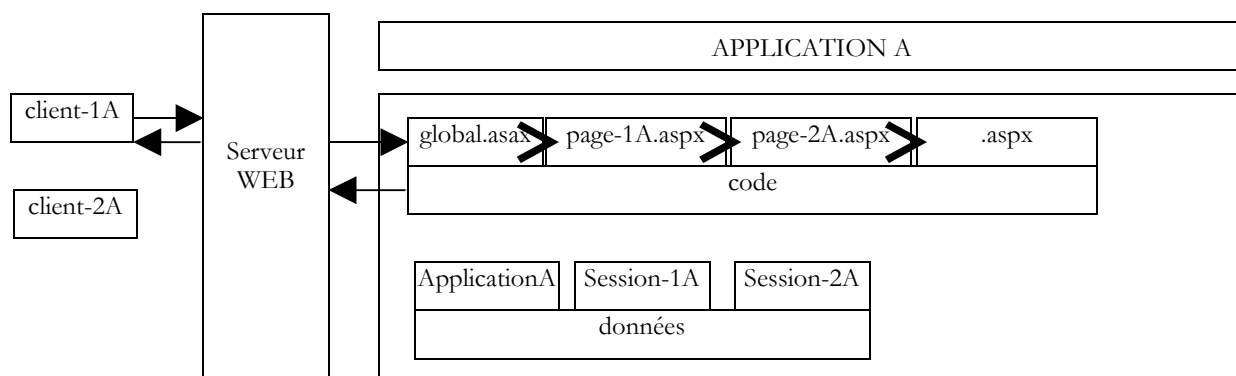 APPLICATION A
client-1A
client-2A
Serveur
WEB
global.asax
page-1A.aspx
page-2A.aspx
.aspx
code
ApplicationA
Session-1A
Session-2A
données